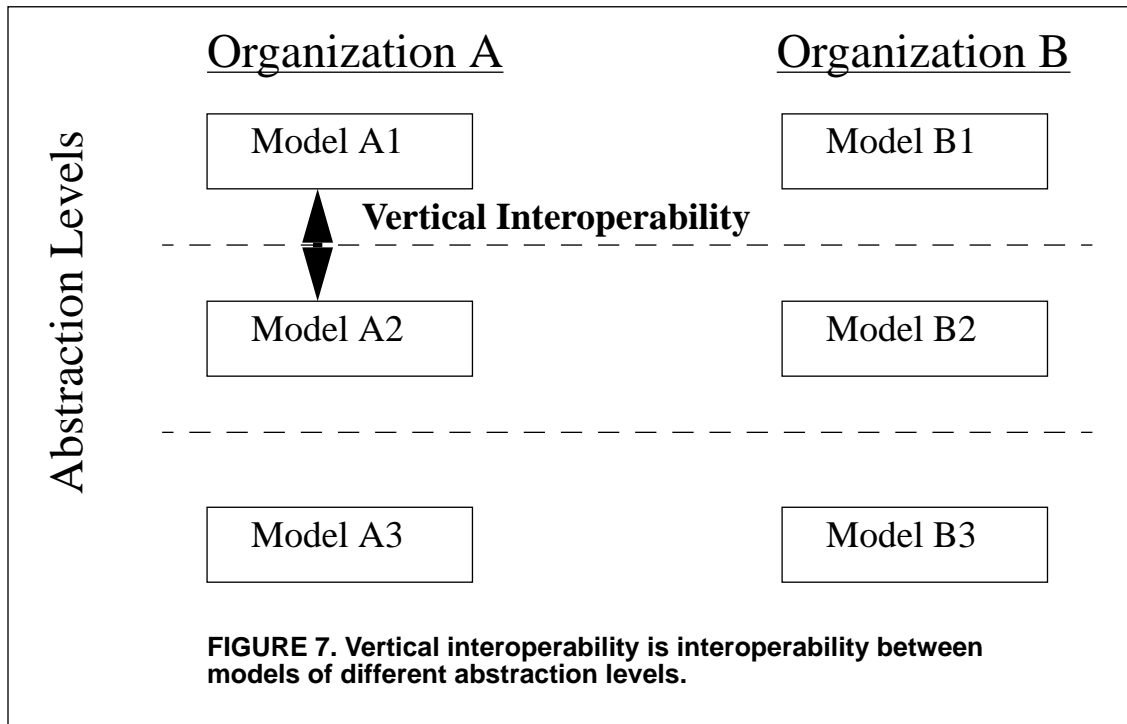 Organization A
Organization B
Abstraction Levels
Model A1
Model B1
Vertical Interoperability
Model A2
Model B2
Model A3
Model B3
FIGURE 7. Vertical interoperability is interoperability between
models of different abstraction levels.